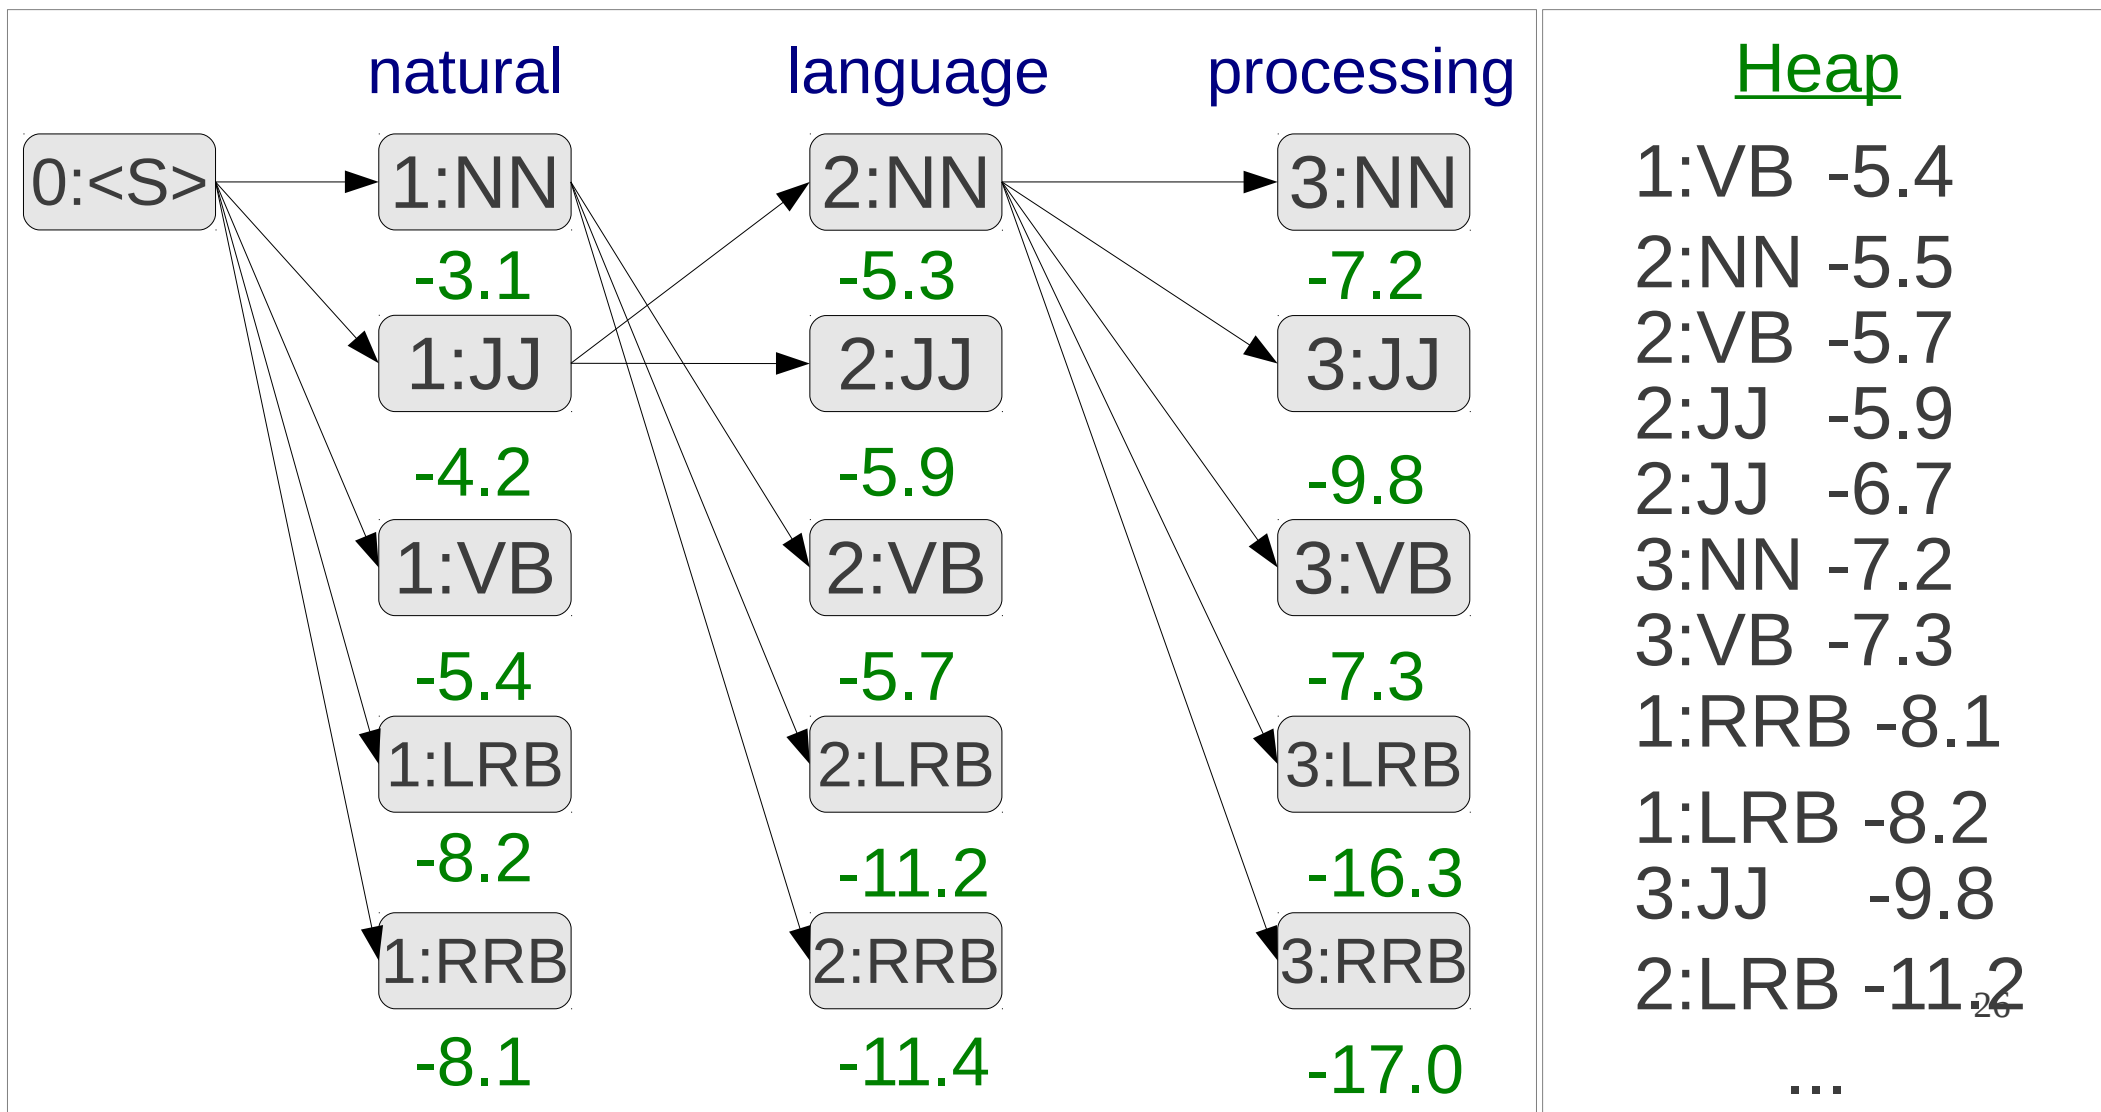 natural language processing Heap
0:<S> 1:NN 2:NN 3:NN
-3.1 -5.3 -7.2
1:JJ 2:JJ 3:JJ
-4.2 -5.9 -9.8
1:VB 2:VB 3:VB
-5.4 -5.7 -7.3
1:LRB 2:LRB 3:LRB
-8.2 -11.2 -16.3
1:RRB 2:RRB 3:RRB
-8.1 -11.4 -17.0
1:VB -5.4
2:NN -5.5
2:VB -5.7
2:JJ -5.9
2:JJ -6.7
3:NN -7.2
3:VB -7.3
1:RRB -8.1
1:LRB -8.2
3:JJ -9.8
2:LRB -11.2
26
...